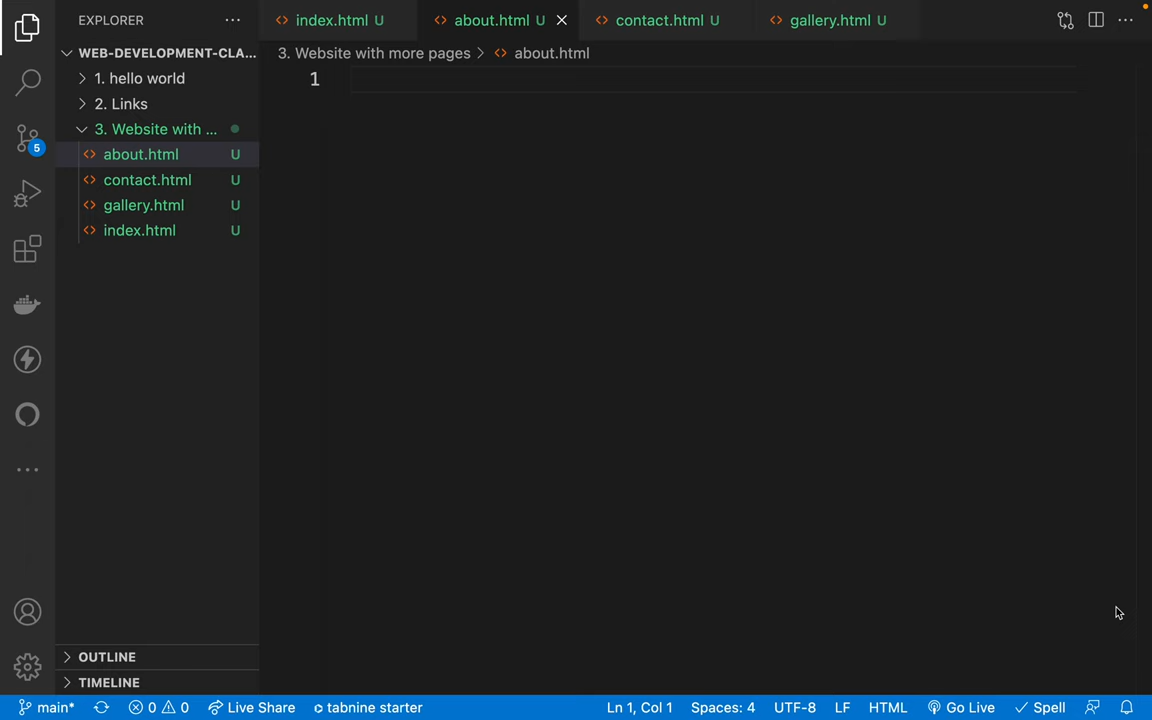 EXPLORER
WEB-DEVELOPMENT-CLA...
1. hello world
2. Links
3. Website with ...
about.html U
contact.html U
gallery.html U
index.html U
OUTLINE
TIMELINE
index.html U
about.html U
contact.html U
gallery.html U
3. Website with more pages > about.html
1
5
main*
0 0
Live Share
tabnine starter
Ln 1, Col 1
Spaces: 4
UTF-8
LF
HTML
Go Live
Spell